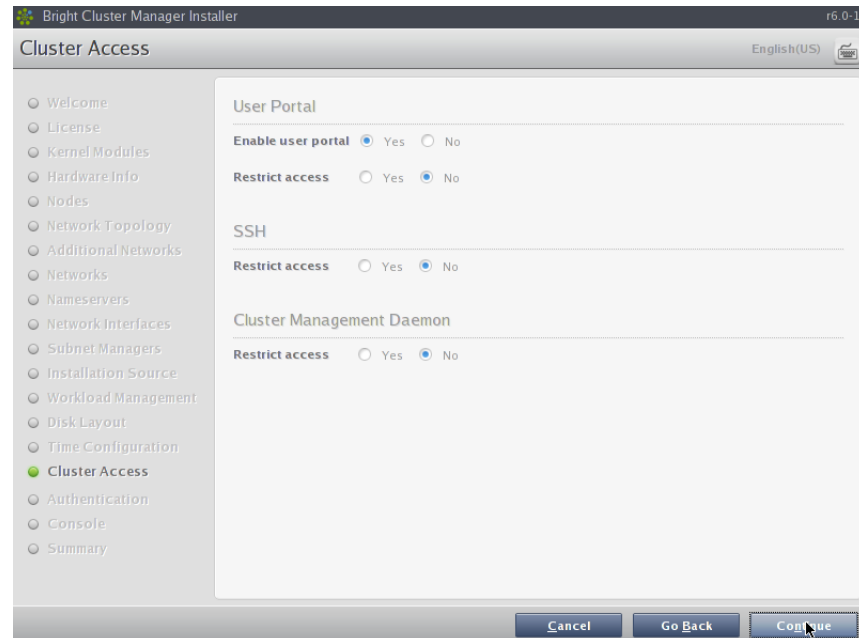 Bright Cluster Manager Installer
r6.0-1
Cluster Access
English(US)
Welcome
License
Kernel Modules
Hardware Info
Nodes
Network Topology
Additional Networks
Networks
Nameservers
Network Interfaces
Subnet Managers
Installation Source
Workload Management
Disk Layout
Time Configuration
Cluster Access
Authentication
Console
Summary
User Portal
Enable user portal Yes No
Restrict access Yes No
SSH
Restrict access Yes No
Cluster Management Daemon
Restrict access Yes No
Cancel
Go Back
Continue